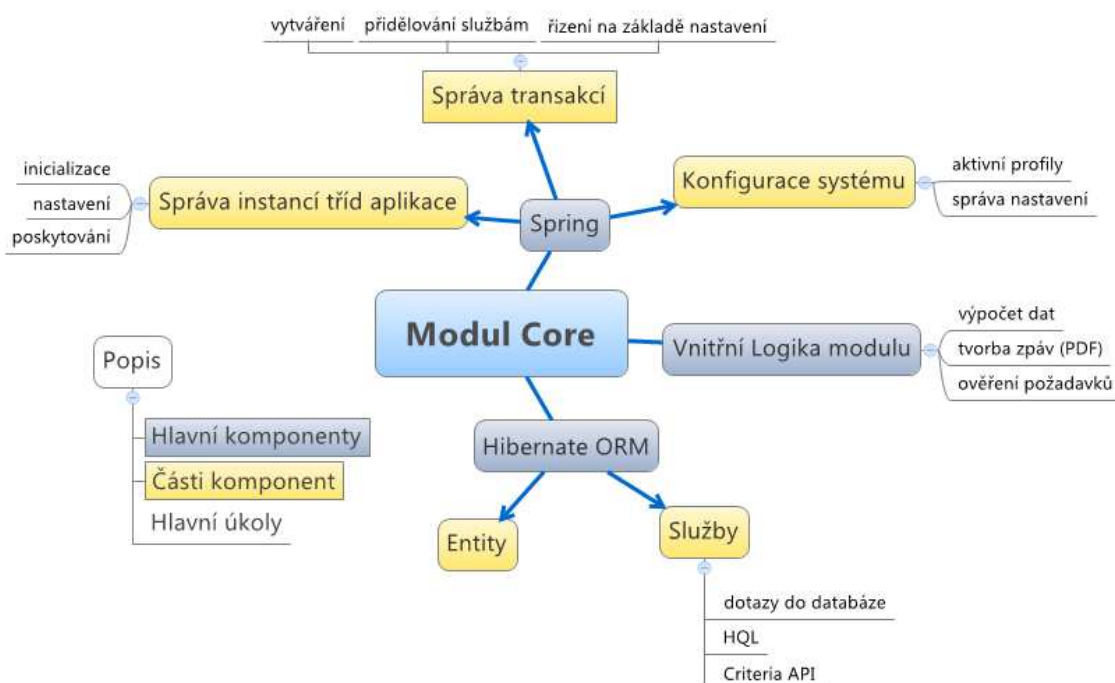 vytváření
přidělování službám
řízení na základě nastavení
Správa transakcí
inicializace
nastavení
poskytování
Správa instancí tříd aplikace
Spring
Konfigurace systému
aktivní profily
správa nastavení
Modul Core
Vnitřní Logika modulu
výpočet dat
tvorba zpáv (PDF)
ověření požadavků
Popis
Hlavní komponenty
Části komponent
Hlavní úkoly
Hibernate ORM
Entity
Služby
dotazy do databáze
HQL
Criteria API